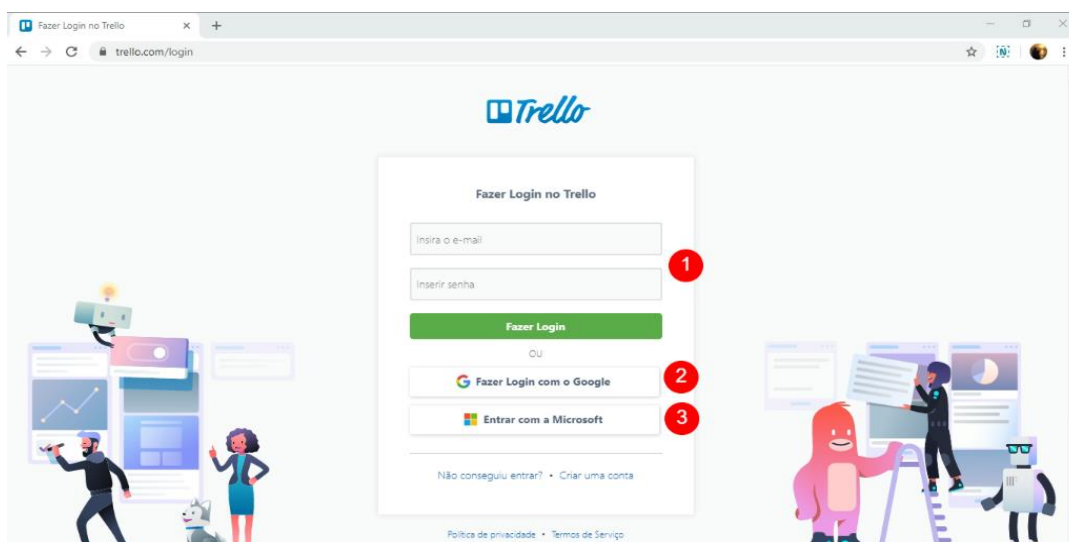 Fazer Login no Trello
trello.com/login
Trello
Fazer Login no Trello
Insira o e-mail
1
Inserir senha
Fazer Login
OU
Fazer Login com o Google
2
Entrar com a Microsoft
3
Não conseguiu entrar? • Criar uma conta
Política de privacidade • Termos de Serviço